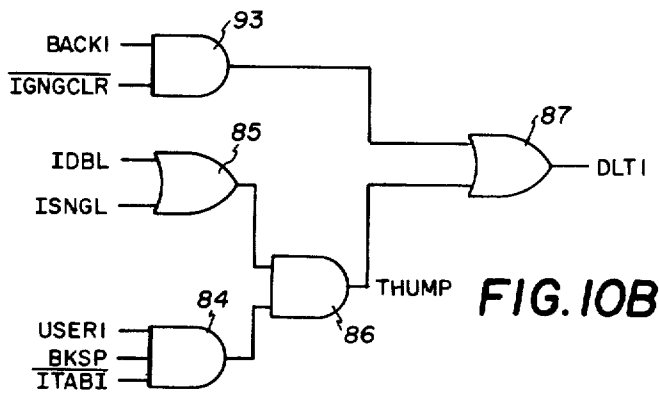 BACKI
93
IGNGCLR
87
IDBL
85
DLTI
ISNGL
THUMP
FIG. 10B
86
USERI
84
BKSP
ITABI